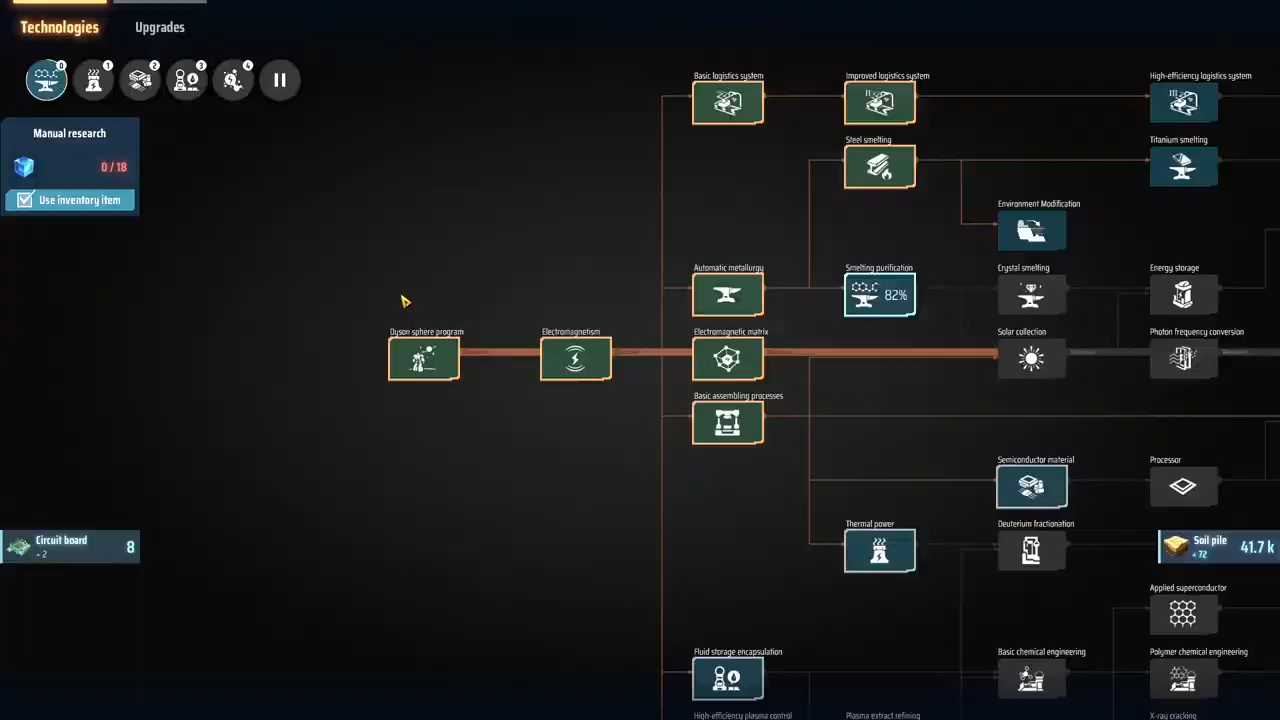 Technologies
Upgrades
0
1
2
3
4
Manual research
0 / 18
Use inventory item
Basic logistics system
Improved logistics system
High-efficiency logistics system
Steel smelting
Titanium smelting
Environment Modification
Automatic metallurgy
Smelting purification
Crystal smelting
Energy storage
82%
Dyson sphere program
Electromagnetism
Electromagnetic matrix
Solar collection
Photon frequency conversion
Basic assembling processes
Semiconductor material
Processor
Thermal power
Deuterium fractionation
Circuit board
+ 2
8
Soil pile
+ 72
41.7 k
Applied superconductor
Fluid storage encapsulation
Basic chemical engineering
Polymer chemical engineering
High-efficiency plasma control
Plasma extract refining
X-ray cracking